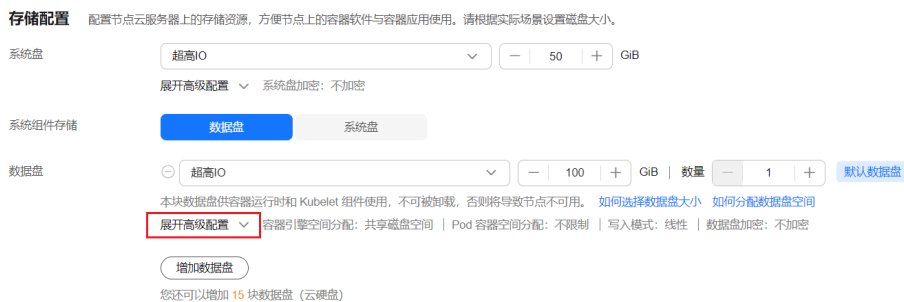 存储配置 配置节点云服务器上的存储资源，方便节点上的容器软件与容器应用使用。请根据实际场景设置磁盘大小。
系统盘 超高IO — 50 + GiB
展开高级配置 系统盘加密：不加密
系统组件存储 数据盘 系统盘
数据盘 超高IO — 100 + GiB | 数量 — 1 + 默认数据盘
本块数据盘供容器运行时和 Kubelet 组件使用，不可被卸载，否则将导致节点不可用。 如何选择数据盘大小 如何分配数据盘空间
展开高级配置 容器引擎空间分配：共享磁盘空间 | Pod 容器空间分配：不限制 | 写入模式：线性 | 数据盘加密：不加密
增加数据盘
您还可以增加 15 块数据盘（云硬盘）